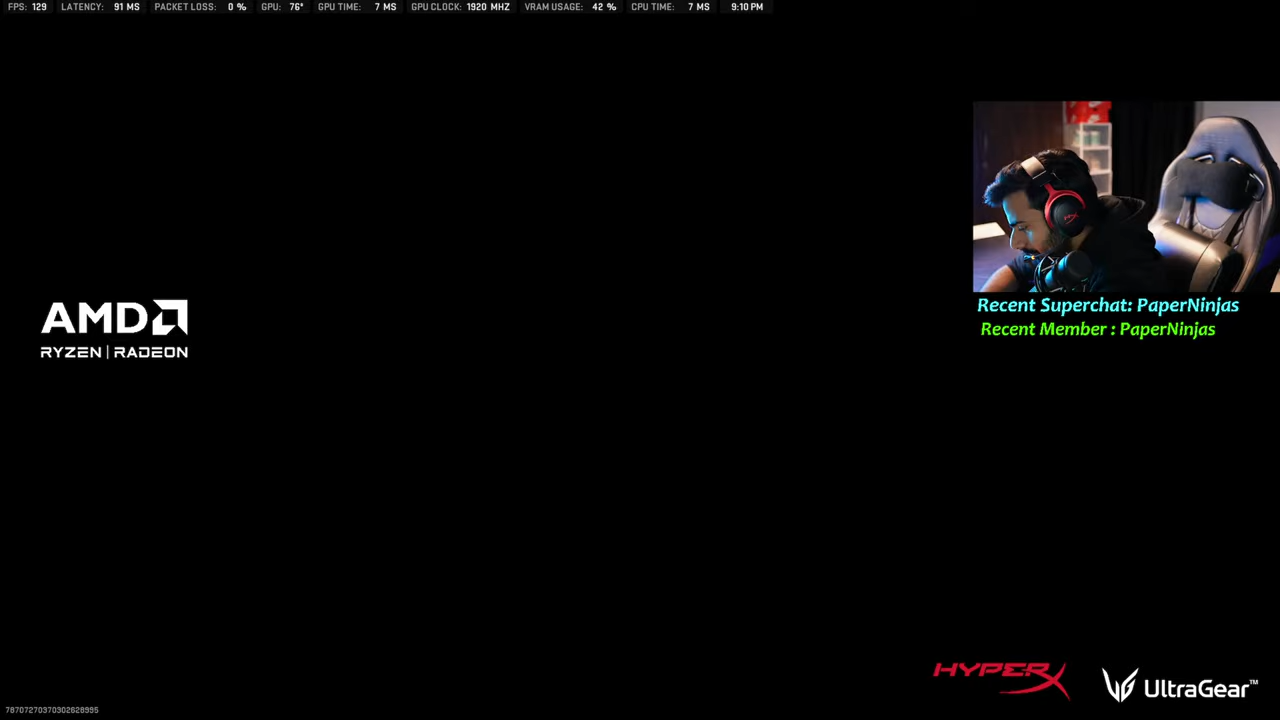 FPS: 129 LATENCY: 91 MS PACKET LOSS: 0 % GPU: 76° GPU TIME: 7 MS GPU CLOCK: 1920 MHZ VRAM USAGE: 42 % CPU TIME: 7 MS 9:10 PM
Recent Superchat: PaperNinjas
Recent Member : PaperNinjas
AMD
RYZEN | RADEON
HYPERX
UltraGear™
78707270370302628995